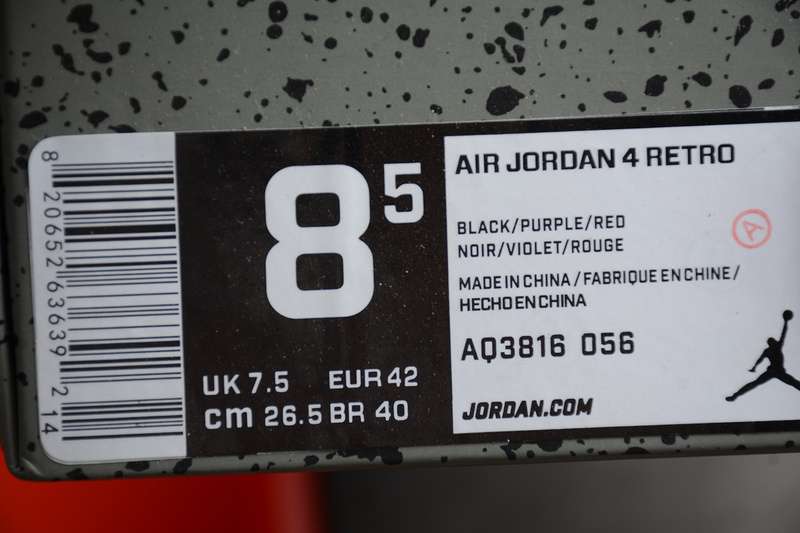 8 20652 63639 2 14
8.5
UK 7.5 EUR 42
cm 26.5 BR 40
AIR JORDAN 4 RETRO
BLACK/PURPLE/RED
NOIR/VIOLET/ROUGE
MADE IN CHINA/FABRIQUE EN CHINE/
HECHO EN CHINA
A
AQ3816 056
JORDAN.COM